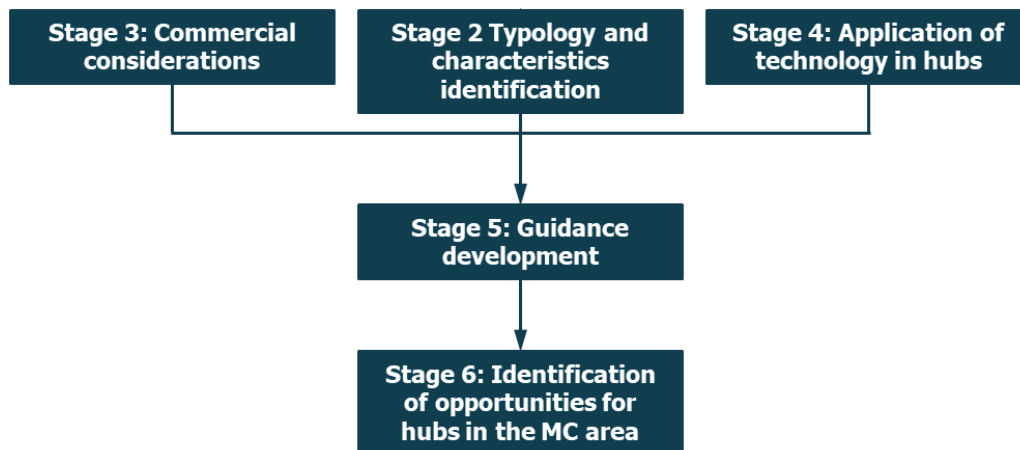 Stage 3: Commercial
considerations
Stage 2 Typology and
characteristics
identification
Stage 4: Application of
technology in hubs
Stage 5: Guidance
development
Stage 6: Identification
of opportunities for
hubs in the MC area